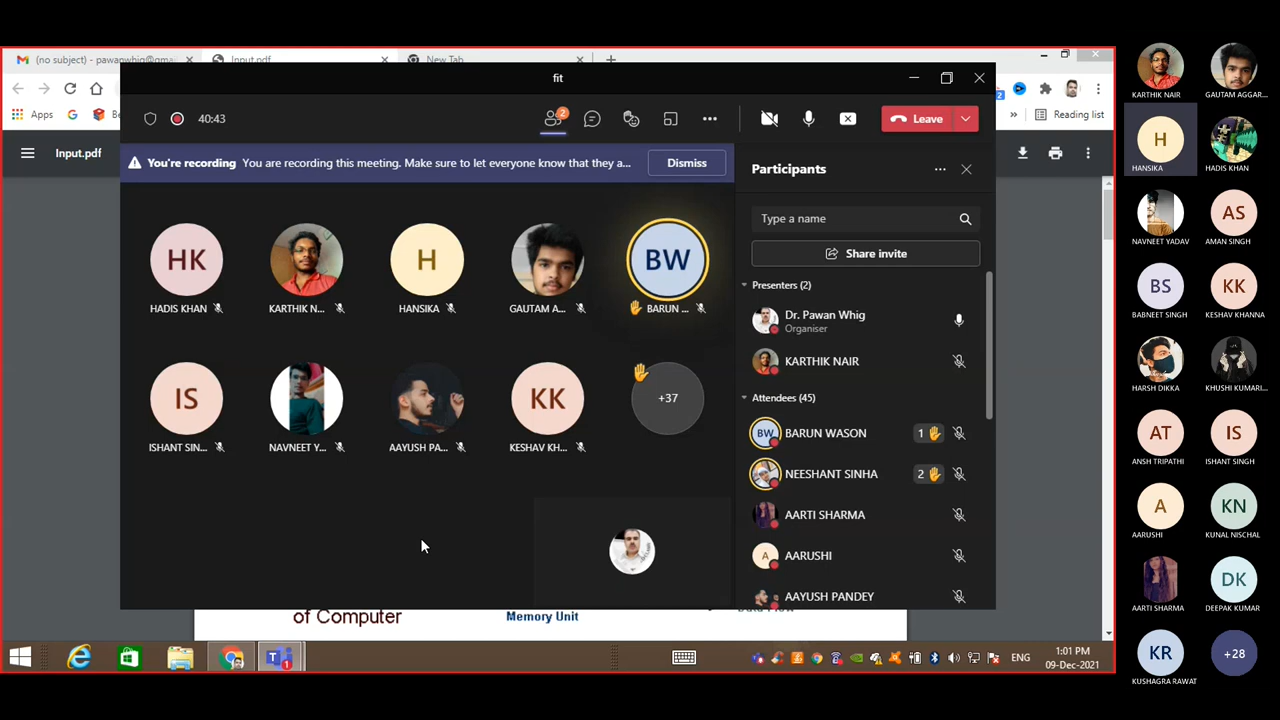 (no subject) - pawanwhig@gma
Input.pdf
New Tab
Apps
Reading list
Input.pdf
fit
40:43
2
Leave
You're recording You are recording this meeting. Make sure to let everyone know that they a...
Dismiss
HK
H
BW
HADIS KHAN
KARTHIK N...
HANSIKA
GAUTAM A...
BARUN ...
IS
KK
+37
ISHANT SIN...
NAVNEET Y...
AAYUSH PA...
KESHAV KH...
Participants
Type a name
Share invite
Presenters (2)
Dr. Pawan Whig
Organiser
KARTHIK NAIR
Attendees (45)
BW BARUN WASON 1
NEESHANT SINHA 2
AARTI SHARMA
A AARUSHI
AAYUSH PANDEY
of Computer
Memory Unit
ENG
1:01 PM
09-Dec-2021
KARTHIK NAIR
GAUTAM AGGAR...
H
HANSIKA
HADIS KHAN
NAVNEET YADAV
AS
AMAN SINGH
BS
BABNEET SINGH
KK
KESHAV KHANNA
HARSH DIKKA
KHUSHI KUMARI...
AT
ANSH TRIPATHI
IS
ISHANT SINGH
A
AARUSHI
KN
KUNAL NISCHAL
AARTI SHARMA
DK
DEEPAK KUMAR
KR
KUSHAGRA RAWAT
+28